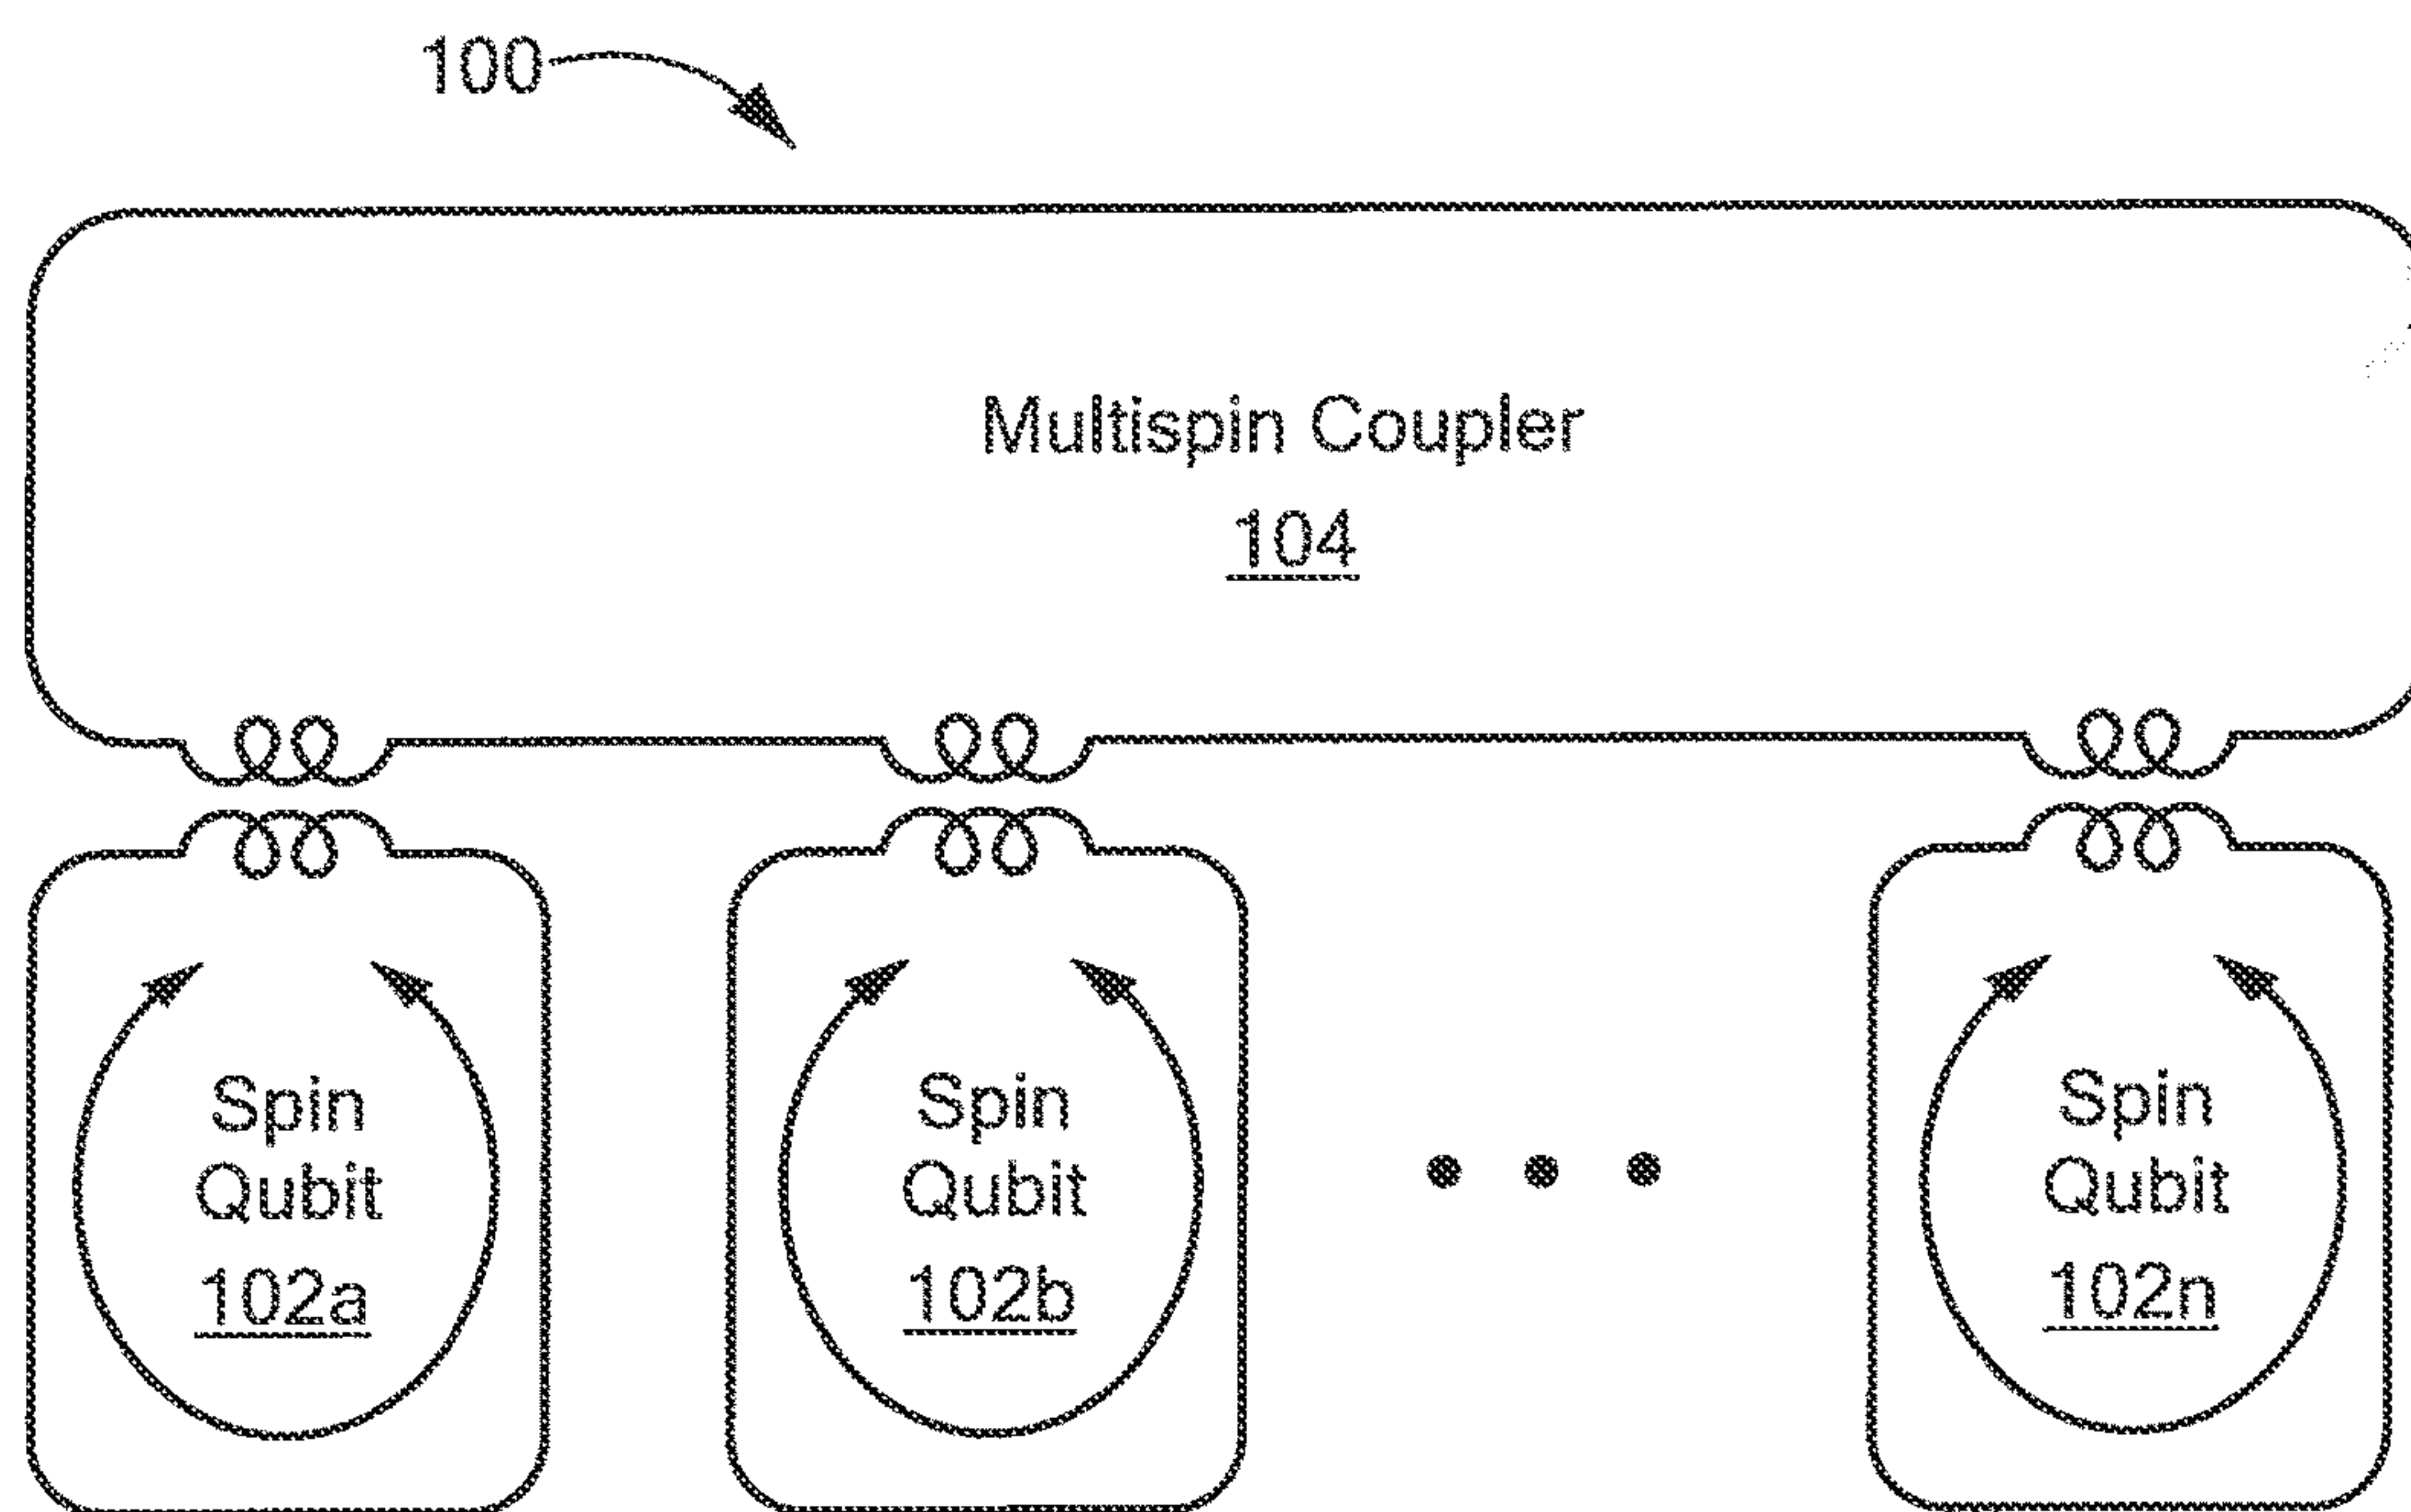 100
Multispin Coupler
104
Spin
Qubit
102a
Spin
Qubit
102b
Spin
Qubit
102n